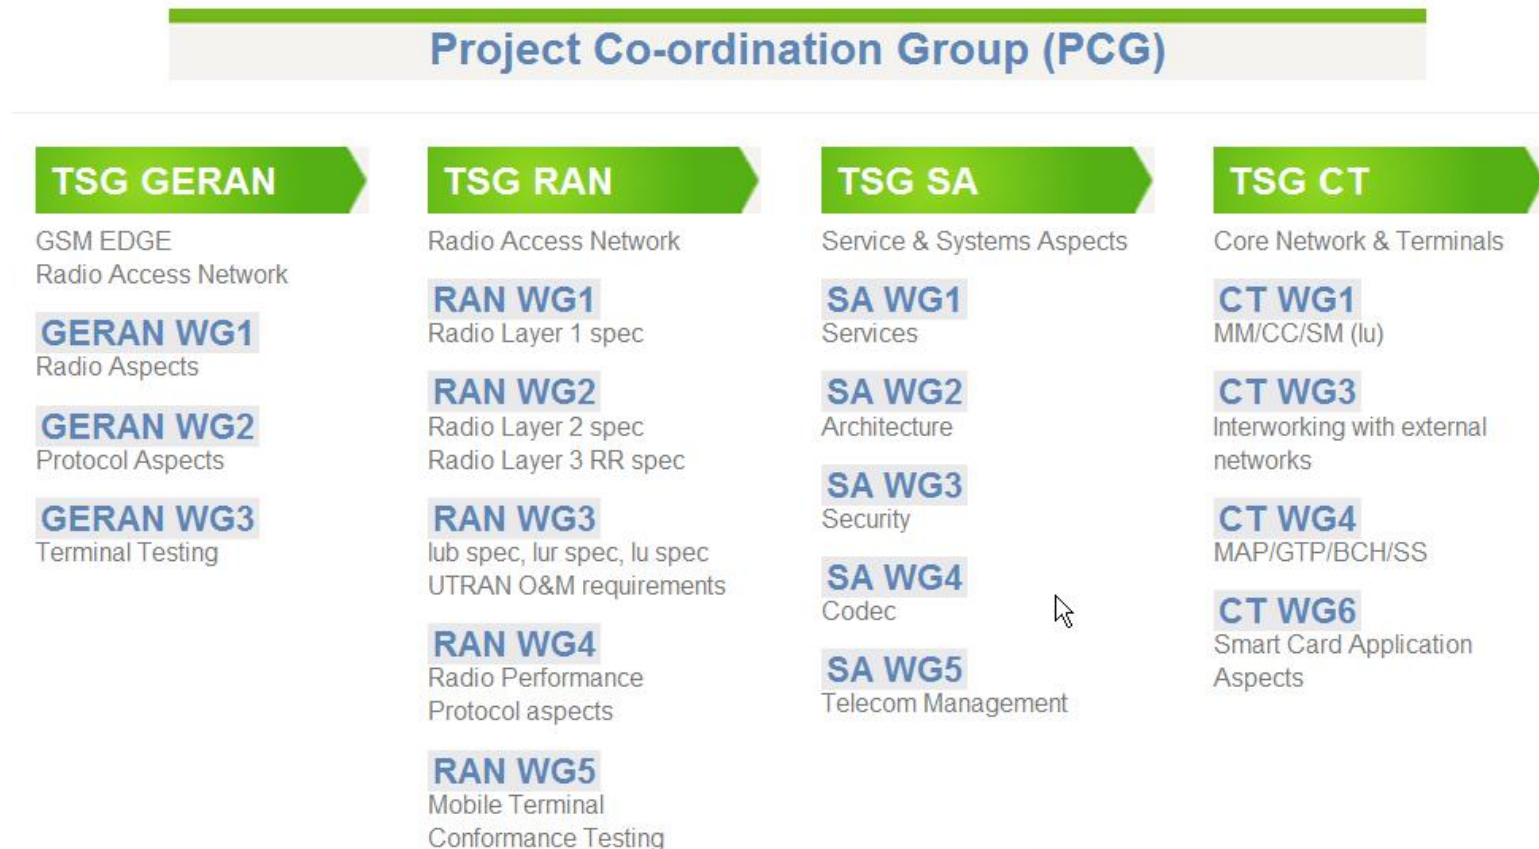 Project Co-ordination Group (PCG)
TSG GERAN
GSM EDGE
Radio Access Network
GERAN WG1
Radio Aspects
GERAN WG2
Protocol Aspects
GERAN WG3
Terminal Testing
TSG RAN
Radio Access Network
RAN WG1
Radio Layer 1 spec
RAN WG2
Radio Layer 2 spec
Radio Layer 3 RR spec
RAN WG3
Iub spec, Iur spec, Iu spec
UTRAN O&M requirements
RAN WG4
Radio Performance
Protocol aspects
RAN WG5
Mobile Terminal
Conformance Testing
TSG SA
Service & Systems Aspects
SA WG1
Services
SA WG2
Architecture
SA WG3
Security
SA WG4
Codec
SA WG5
Telecom Management
TSG CT
Core Network & Terminals
CT WG1
MM/CC/SM (Iu)
CT WG3
Interworking with external
networks
CT WG4
MAP/GTP/BCH/SS
CT WG6
Smart Card Application
Aspects